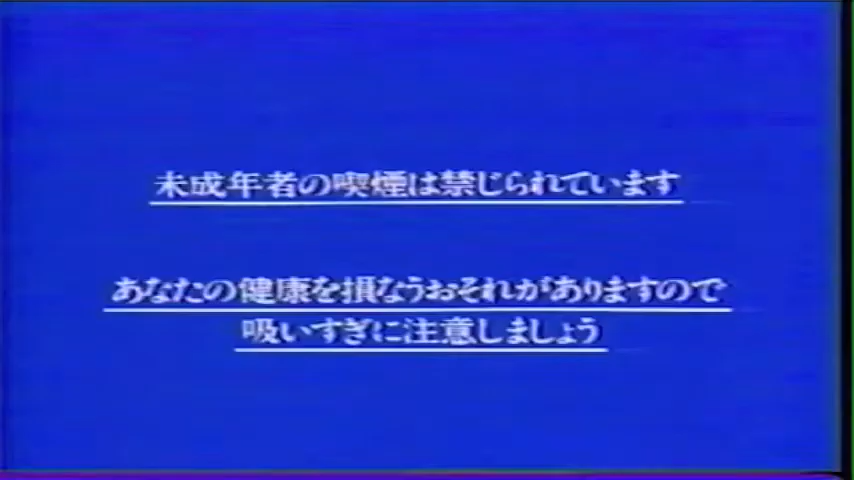 未成年者の喫煙は禁じられています
あなたの健康を損なうおそれがありますので
吸いすぎに注意しましょう